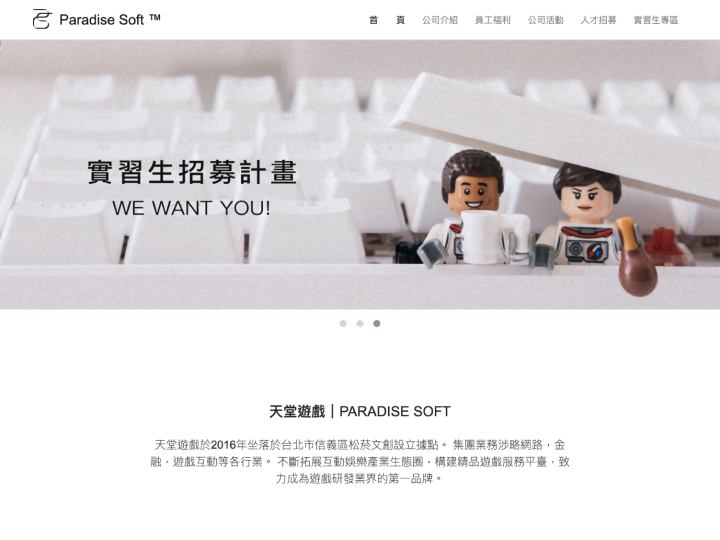 Paradise Soft ™
首 頁 公司介紹 員工福利 公司活動 人才招募 實習生專區
實習生招募計畫
WE WANT YOU!
天堂遊戲｜PARADISE SOFT
天堂遊戲於2016年坐落於台北市信義區松菸文創設立據點。 集團業務涉略網路，金
融，遊戲互動等各行業。 不斷拓展互動娛樂產業生態圈，構建精品遊戲服務平臺，致
力成為遊戲研發業界的第一品牌。